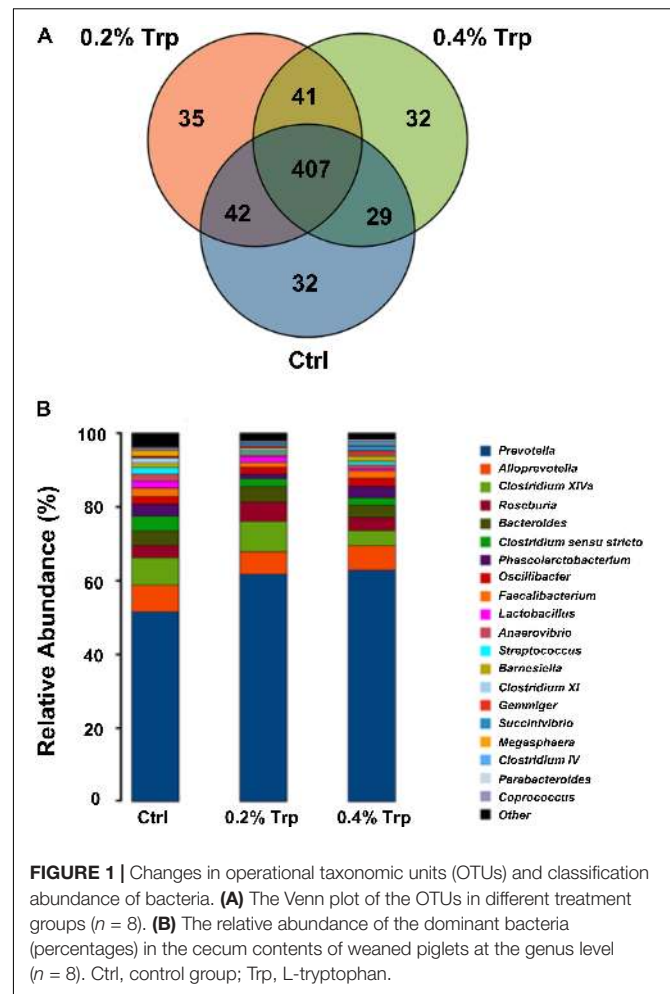 A
0.2% Trp
0.4% Trp
35
41
32
407
42
29
32
Ctrl
B
Relative Abundance (%)
100
80
60
40
20
0
Ctrl
0.2% Trp
0.4% Trp
Prevotella
Alloprevotella
Clostridium XIVa
Roseburia
Bacteroides
Clostridium sensu stricto
Phascolarctobacterium
Oscillibacter
Faecalibacterium
Lactobacillus
Anaerovibrio
Streptococcus
Barnesiella
Clostridium XI
Gemmiger
Succinivibrio
Megasphaera
Clostridium IV
Parabacteroides
Coprococcus
Other
FIGURE 1 | Changes in operational taxonomic units (OTUs) and classification
abundance of bacteria. (A) The Venn plot of the OTUs in different treatment
groups (n = 8). (B) The relative abundance of the dominant bacteria
(percentages) in the cecum contents of weaned piglets at the genus level
(n = 8). Ctrl, control group; Trp, L-tryptophan.